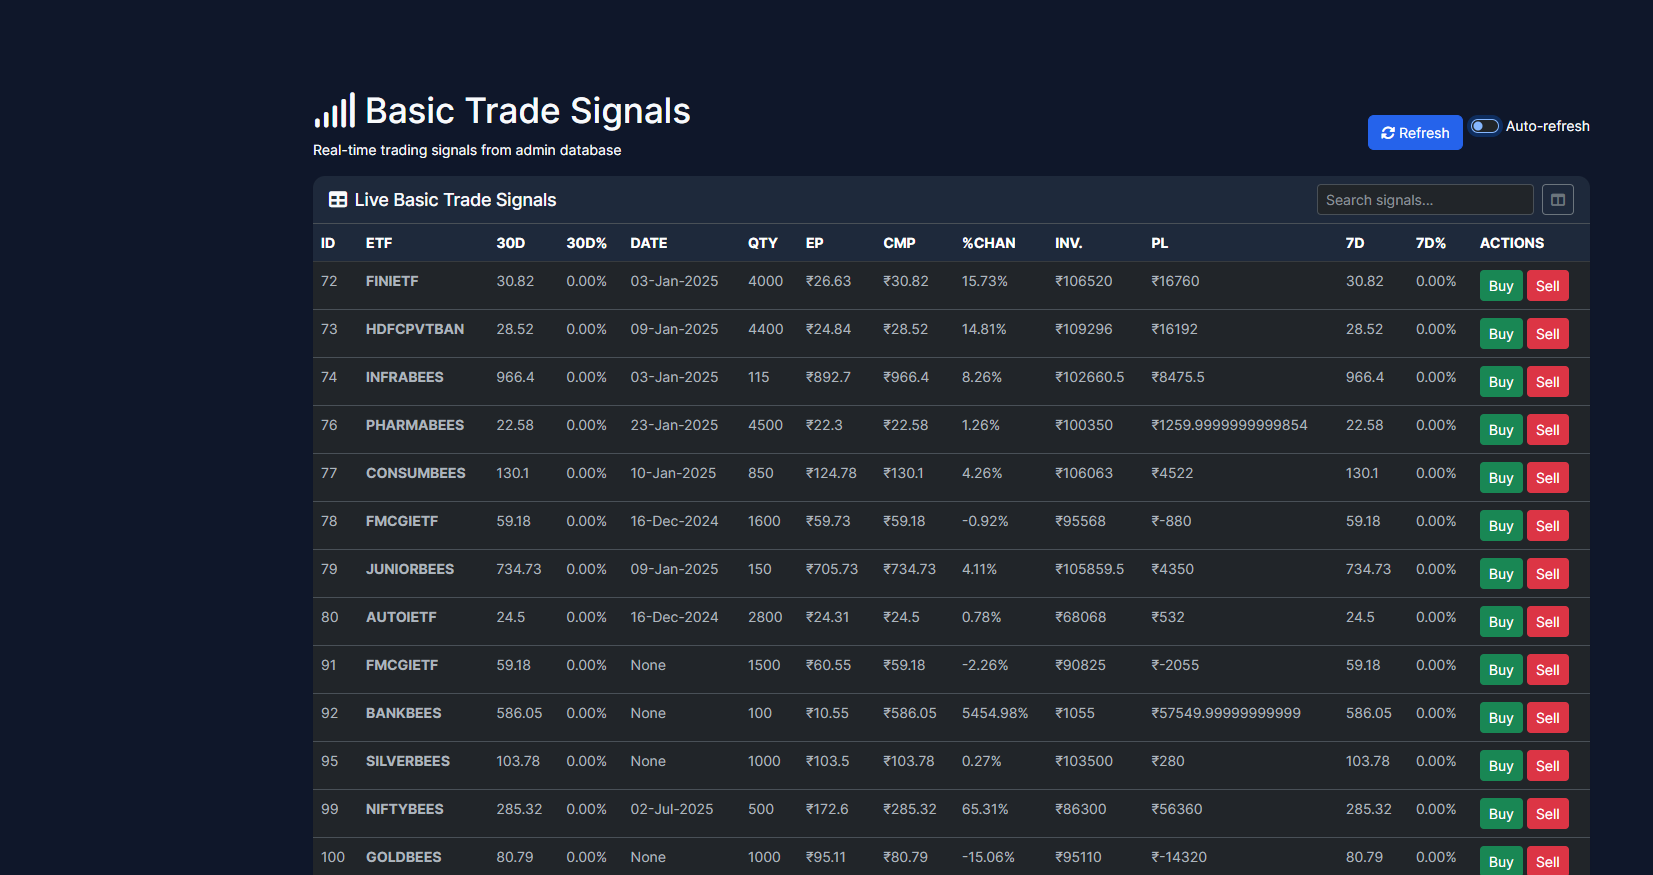 Basic Trade Signals
Real-time trading signals from admin database
Refresh Auto-refresh
Live Basic Trade Signals Search signals...
ID ETF 30D 30D% DATE QTY EP CMP %CHAN INV. PL 7D 7D% ACTIONS
72 FINIETF 30.82 0.00% 03-Jan-2025 4000 ₹26.63 ₹30.82 15.73% ₹106520 ₹16760 30.82 0.00% Buy Sell
73 HDFCPVTBAN 28.52 0.00% 09-Jan-2025 4400 ₹24.84 ₹28.52 14.81% ₹109296 ₹16192 28.52 0.00% Buy Sell
74 INFRABEES 966.4 0.00% 03-Jan-2025 115 ₹892.7 ₹966.4 8.26% ₹102660.5 ₹8475.5 966.4 0.00% Buy Sell
76 PHARMABEES 22.58 0.00% 23-Jan-2025 4500 ₹22.3 ₹22.58 1.26% ₹100350 ₹1259.9999999999854 22.58 0.00% Buy Sell
77 CONSUMBEES 130.1 0.00% 10-Jan-2025 850 ₹124.78 ₹130.1 4.26% ₹106063 ₹4522 130.1 0.00% Buy Sell
78 FMCGIETF 59.18 0.00% 16-Dec-2024 1600 ₹59.73 ₹59.18 -0.92% ₹95568 ₹-880 59.18 0.00% Buy Sell
79 JUNIORBEES 734.73 0.00% 09-Jan-2025 150 ₹705.73 ₹734.73 4.11% ₹105859.5 ₹4350 734.73 0.00% Buy Sell
80 AUTOIETF 24.5 0.00% 16-Dec-2024 2800 ₹24.31 ₹24.5 0.78% ₹68068 ₹532 24.5 0.00% Buy Sell
91 FMCGIETF 59.18 0.00% None 1500 ₹60.55 ₹59.18 -2.26% ₹90825 ₹-2055 59.18 0.00% Buy Sell
92 BANKBEES 586.05 0.00% None 100 ₹10.55 ₹586.05 5454.98% ₹1055 ₹57549.99999999999 586.05 0.00% Buy Sell
95 SILVERBEES 103.78 0.00% None 1000 ₹103.5 ₹103.78 0.27% ₹103500 ₹280 103.78 0.00% Buy Sell
99 NIFTYBEES 285.32 0.00% 02-Jul-2025 500 ₹172.6 ₹285.32 65.31% ₹86300 ₹56360 285.32 0.00% Buy Sell
100 GOLDBEES 80.79 0.00% None 1000 ₹95.11 ₹80.79 -15.06% ₹95110 ₹-14320 80.79 0.00% Buy Sell